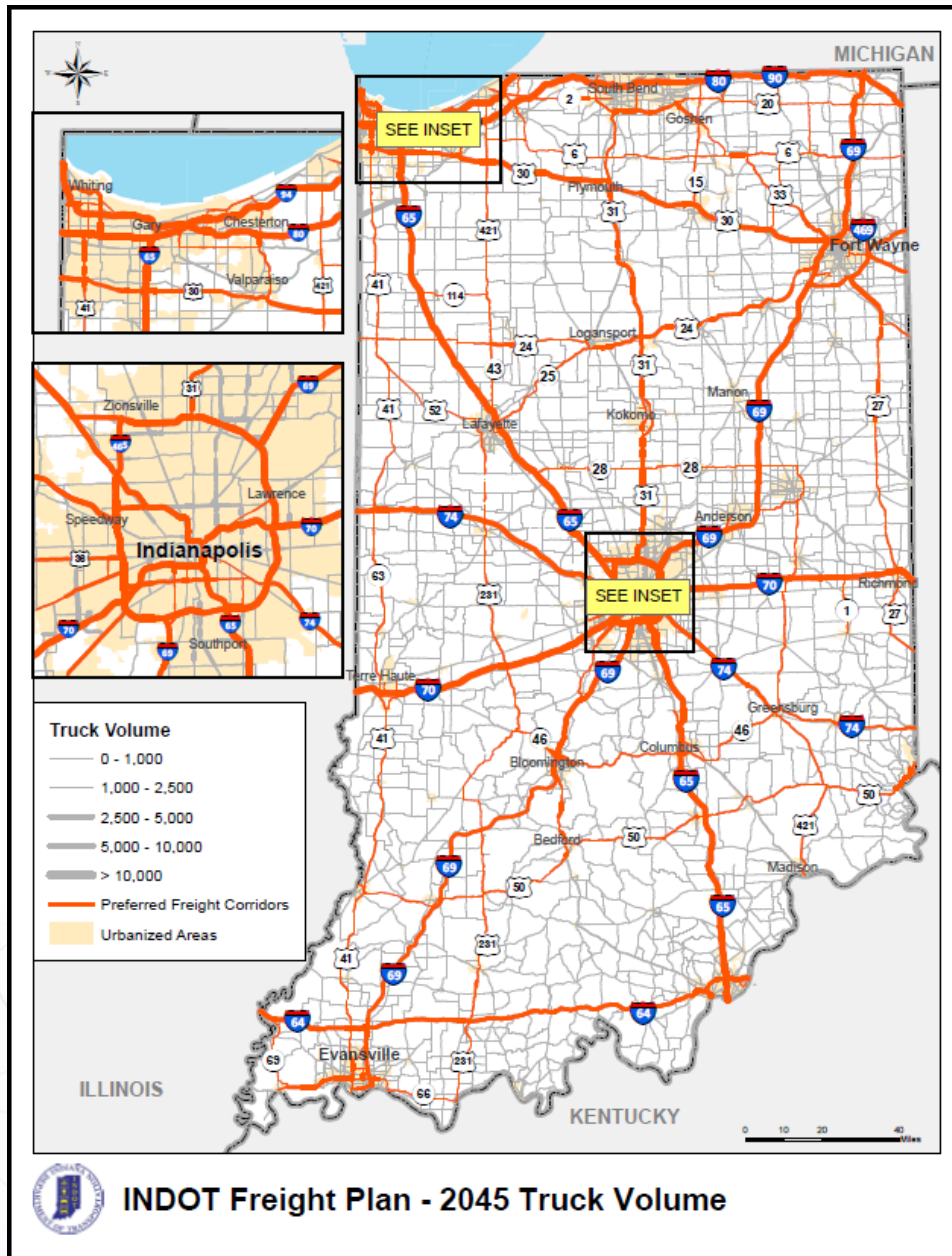 MICHIGAN
80
90
South Bend
2
20
Goshen
SEE INSET
6
6
69
30
Plymouth
15
33
31
30
65
421
469
Fort Wayne
41
114
Logansport
24
24
43
25
31
41
52
Marion
Kokomo
69
27
Lafayette
28
28
31
74
65
Anderson
69
63
231
SEE INSET
70
Richmond
1
27
Terre Haute
70
69
74
Greensburg
41
46
Columbus
46
74
Bloomington
65
50
421
Bedford
50
Madison
69
50
65
41
231
69
64
64
Evansville
69
231
66
ILLINOIS
KENTUCKY
0 10 20 40
Miles
Whiting
94
Gary
Chesterton
80
65
Valparaiso
30
421
41
31
69
Zionsville
465
Lawrence
Speedway
70
36
Indianapolis
70
65
74
Southport
69
Truck Volume
0 - 1,000
1,000 - 2,500
2,500 - 5,000
5,000 - 10,000
> 10,000
Preferred Freight Corridors
Urbanized Areas
INDIANA DEPARTMENT OF TRANSPORTATION
INDOT
INDOT Freight Plan - 2045 Truck Volume